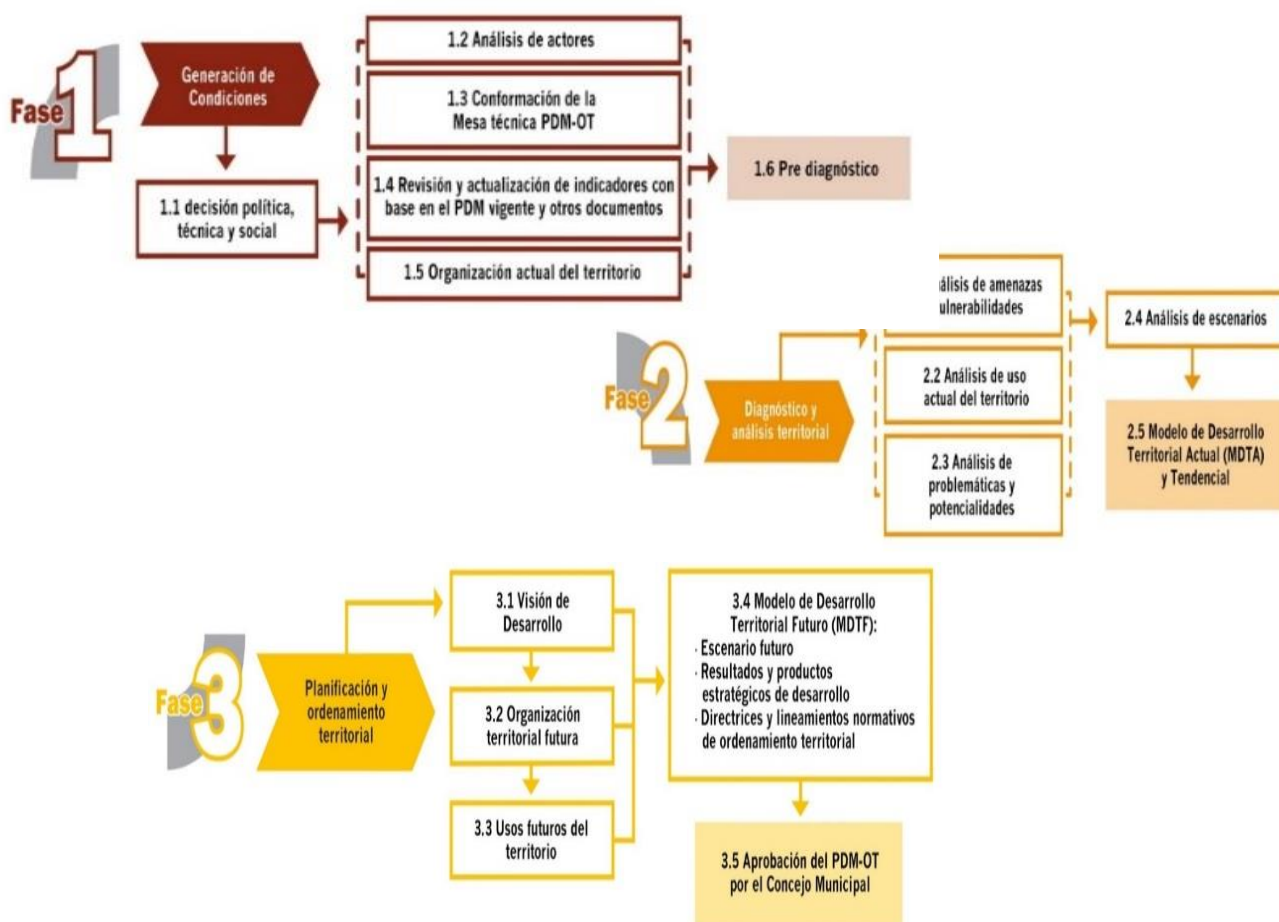 Fase 1
Generación de
Condiciones
1.1 decisión política,
técnica y social
1.2 Análisis de actores
1.3 Conformación de la
Mesa técnica PDM-OT
1.4 Revisión y actualización de indicadores con
base en el PDM vigente y otros documentos
1.5 Organización actual del territorio
1.6 Pre diagnóstico
Fase 2
Diagnóstico y
análisis territorial
álisis de amenazas
ulnerabilidades
2.2 Análisis de uso
actual del territorio
2.3 Análisis de
problemáticas y
potencialidades
2.4 Análisis de escenarios
2.5 Modelo de Desarrollo
Territorial Actual (MDTA)
y Tendencial
Fase 3
Planificación y
ordenamiento
territorial
3.1 Visión de
Desarrollo
3.2 Organización
territorial futura
3.3 Usos futuros del
territorio
3.4 Modelo de Desarrollo
Territorial Futuro (MDTF):
· Escenario futuro
· Resultados y productos
estratégicos de desarrollo
· Directrices y lineamientos normativos
de ordenamiento territorial
3.5 Aprobación del PDM-OT
por el Concejo Municipal